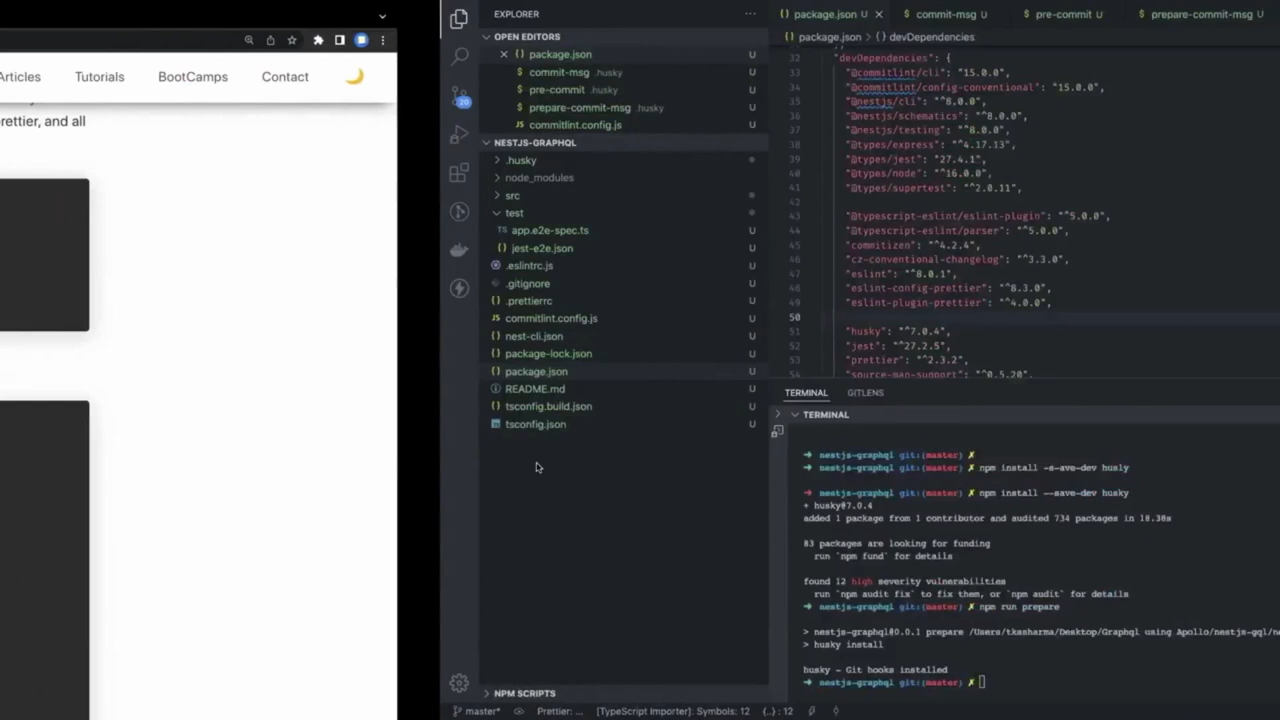 Articles Tutorials BootCamps Contact
rettier, and all
EXPLORER
OPEN EDITORS
package.json U
commit-msg .husky U
pre-commit .husky U
prepare-commit-msg .husky U
commitlint.config.js U
NESTJS-GRAPHQL
.husky
node_modules
src
test
TS app.e2e-spec.ts U
{} jest-e2e.json U
.eslintrc.js U
.gitignore U
{} .prettierrc U
JS commitlint.config.js U
nest-cli.json U
{} package-lock.json U
{} package.json U
README.md U
{} tsconfig.build.json U
tsconfig.json U
NPM SCRIPTS
20
{} package.json U $ commit-msg U $ pre-commit U $ prepare-commit-msg U
{} package.json > {} devDependencies
32 "devDependencies": {
33 "@commitlint/cli": "15.0.0",
34 "@commitlint/config-conventional": "15.0.0",
35 "@nestjs/cli": "^8.0.0",
36 "@nestjs/schematics": "^8.0.0",
37 "@nestjs/testing": "^8.0.0",
38 "@types/express": "^4.17.13",
39 "@types/jest": "27.4.1",
40 "@types/node": "^16.0.0",
41 "@types/supertest": "^2.0.11",
42
43 "@typescript-eslint/eslint-plugin": "^5.0.0",
44 "@typescript-eslint/parser": "^5.0.0",
45 "commitizen": "^4.2.4",
46 "cz-conventional-changelog": "^3.3.0",
47 "eslint": "^8.0.1",
48 "eslint-config-prettier": "^8.3.0",
49 "eslint-plugin-prettier": "^4.0.0",
50
51 "husky": "^7.0.4",
52 "jest": "^27.2.5",
53 "prettier": "^2.3.2",
54 "source-map-support": "^0.5.20",
TERMINAL GITLENS
TERMINAL
→ nestjs-graphql git:(master) ✗
→ nestjs-graphql git:(master) ✗ npm install -s-ave-dev husly
→ nestjs-graphql git:(master) ✗ npm install --save-dev husky
+ husky@7.0.4
added 1 package from 1 contributor and audited 734 packages in 18.38s
83 packages are looking for funding
run `npm fund` for details
found 12 high severity vulnerabilities
run `npm audit fix` to fix them, or `npm audit` for details
→ nestjs-graphql git:(master) ✗ npm run prepare
> nestjs-graphql@0.0.1 prepare /Users/tkssharma/Desktop/Graphql using Apollo/nestjs-gql/n
> husky install
husky - Git hooks installed
→ nestjs-graphql git:(master) ✗
master* Prettier: ... [TypeScript Importer]: Symbols: 12 {..} : 12